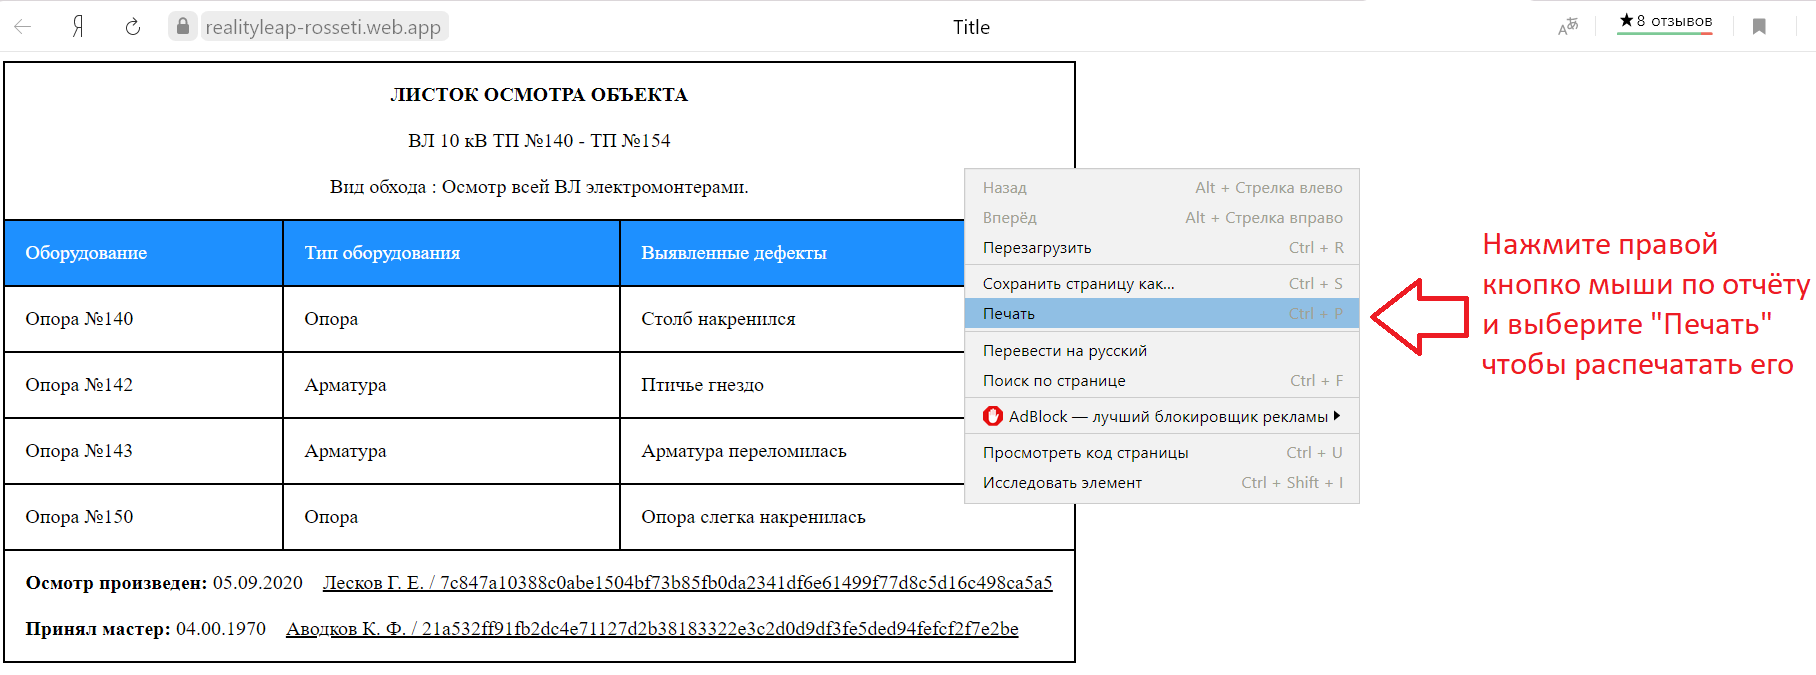 Я
realityleap-rosseti.web.app
Title
Aあ
★8 отзывов
ЛИСТОК ОСМОТРА ОБЪЕКТА
ВЛ 10 кВ ТП №140 - ТП №154
Вид обхода : Осмотр всей ВЛ электромонтерами.
Оборудование Тип оборудования Выявленные дефекты
Опора №140 Опора Столб накренился
Опора №142 Арматура Птичье гнездо
Опора №143 Арматура Арматура переломилась
Опора №150 Опора Опора слегка накренилась
Осмотр произведен: 05.09.2020 Лесков Г. Е. / 7c847a10388c0abe1504bf73b85fb0da2341df6e61499f77d8c5d16c498ca5a5
Принял мастер: 04.00.1970 Аводков К. Ф. / 21a532ff91fb2dc4e71127d2b38183322e3c2d0d9df3fe5ded94fefcf2f7e2be
Назад Alt + Стрелка влево
Вперёд Alt + Стрелка вправо
Перезагрузить Ctrl + R
Сохранить страницу как... Ctrl + S
Печать Ctrl + P
Перевести на русский
Поиск по странице Ctrl + F
AdBlock — лучший блокировщик рекламы
Просмотреть код страницы Ctrl + U
Исследовать элемент Ctrl + Shift + I
Нажмите правой
кнопко мыши по отчёту
и выберите "Печать"
чтобы распечатать его